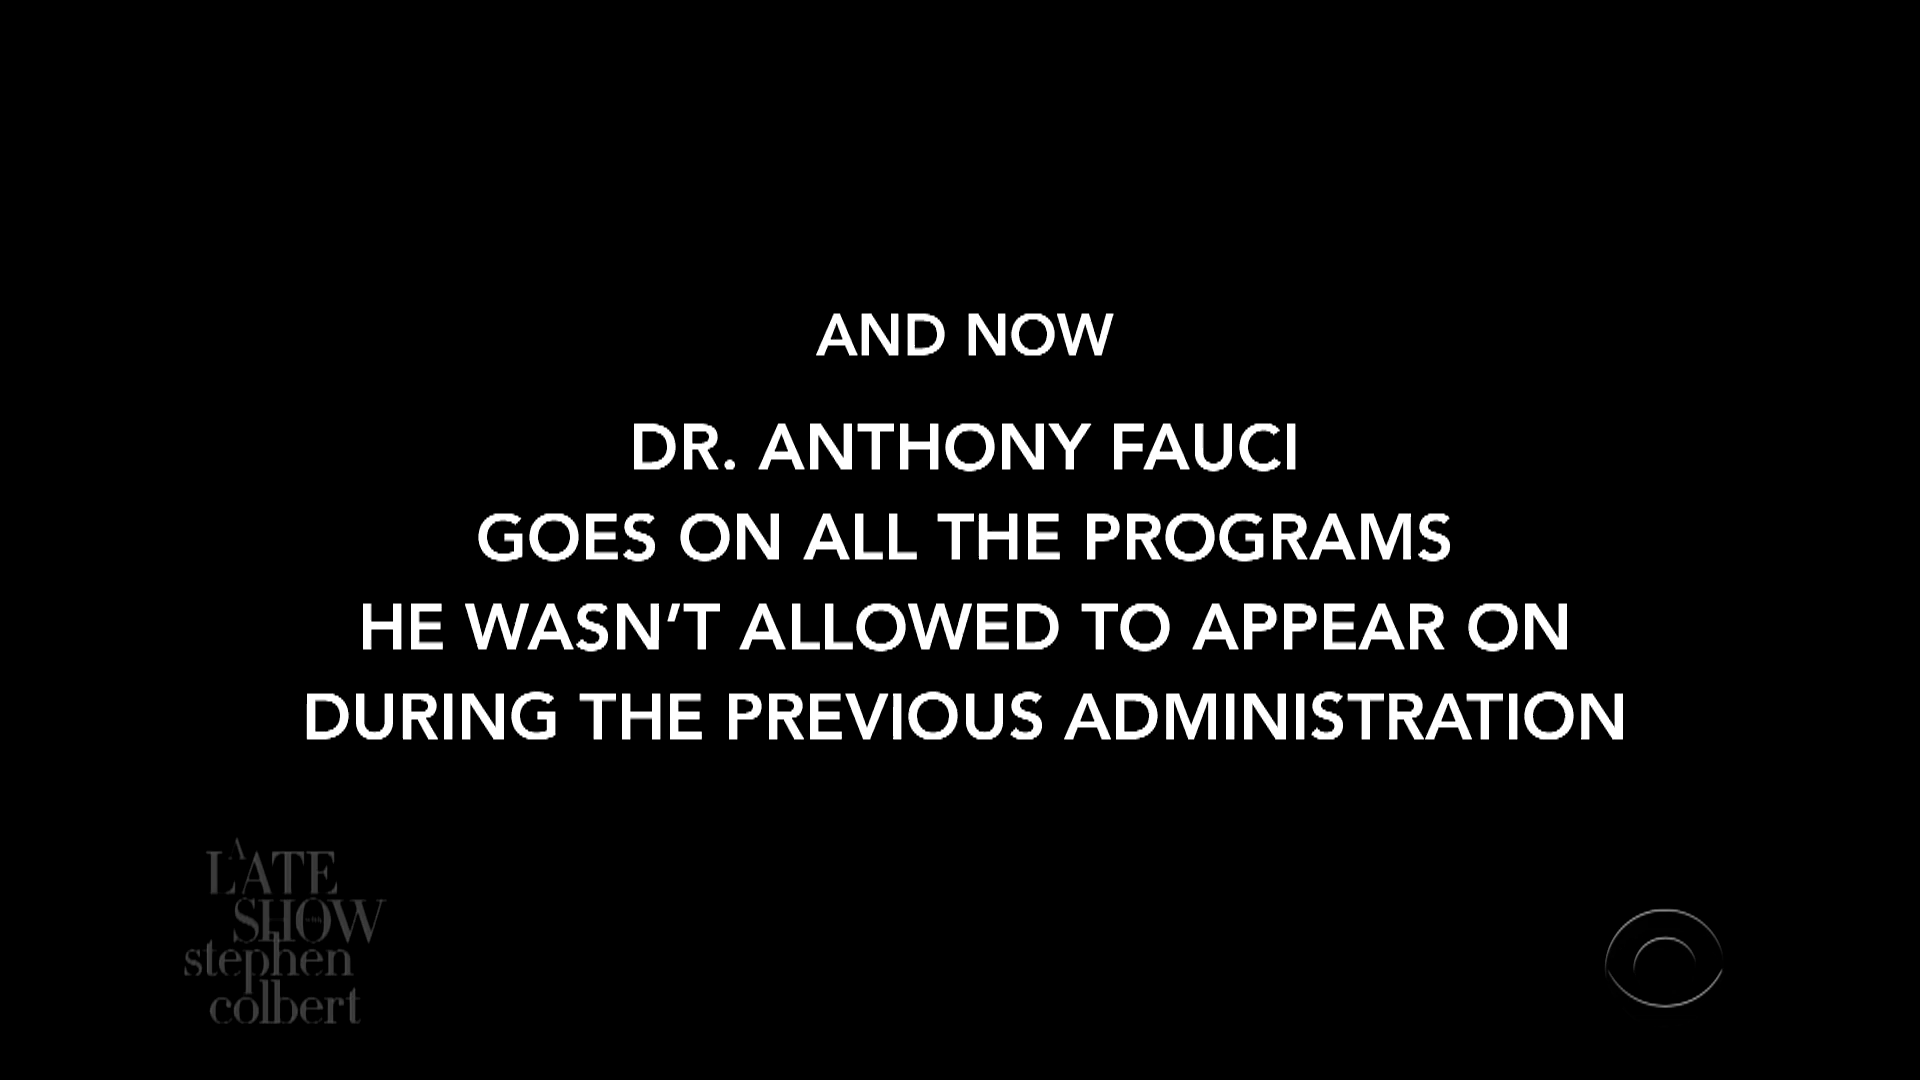 AND NOW
DR. ANTHONY FAUCI
GOES ON ALL THE PROGRAMS
HE WASN’T ALLOWED TO APPEAR ON
DURING THE PREVIOUS ADMINISTRATION
A
LATE
SHOW with
stephen
colbert